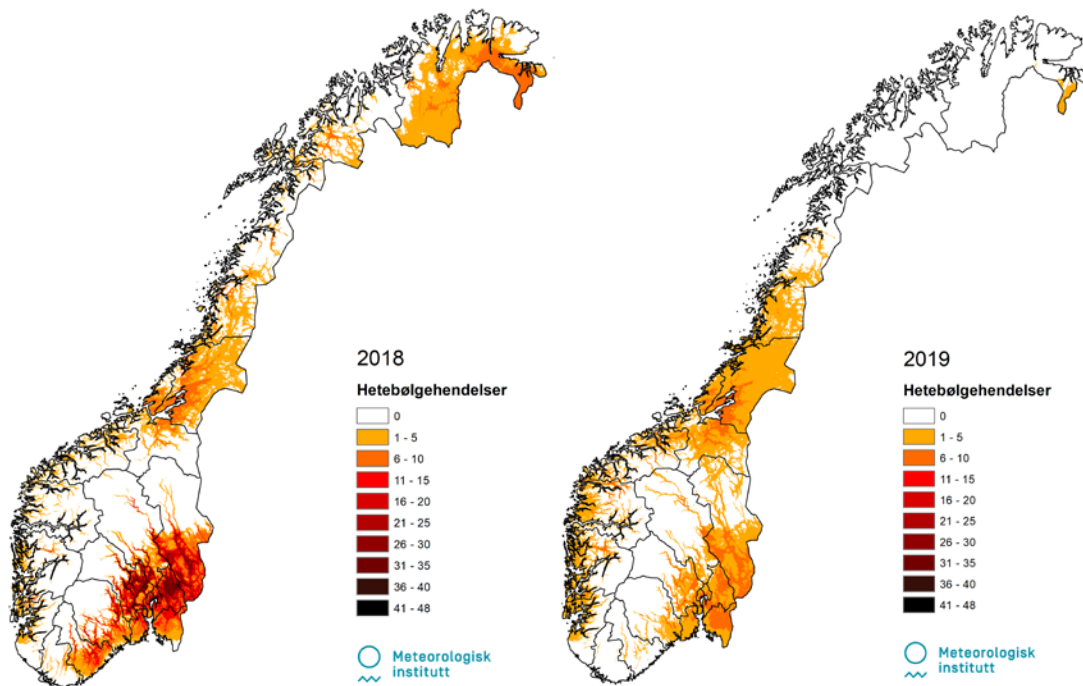 2018
Hetebølgehendelser
0
1 - 5
6 - 10
11 - 15
16 - 20
21 - 25
26 - 30
31 - 35
36 - 40
41 - 48
Meteorologisk
institutt
2019
Hetebølgehendelser
0
1 - 5
6 - 10
11 - 15
16 - 20
21 - 25
26 - 30
31 - 35
36 - 40
41 - 48
Meteorologisk
institutt